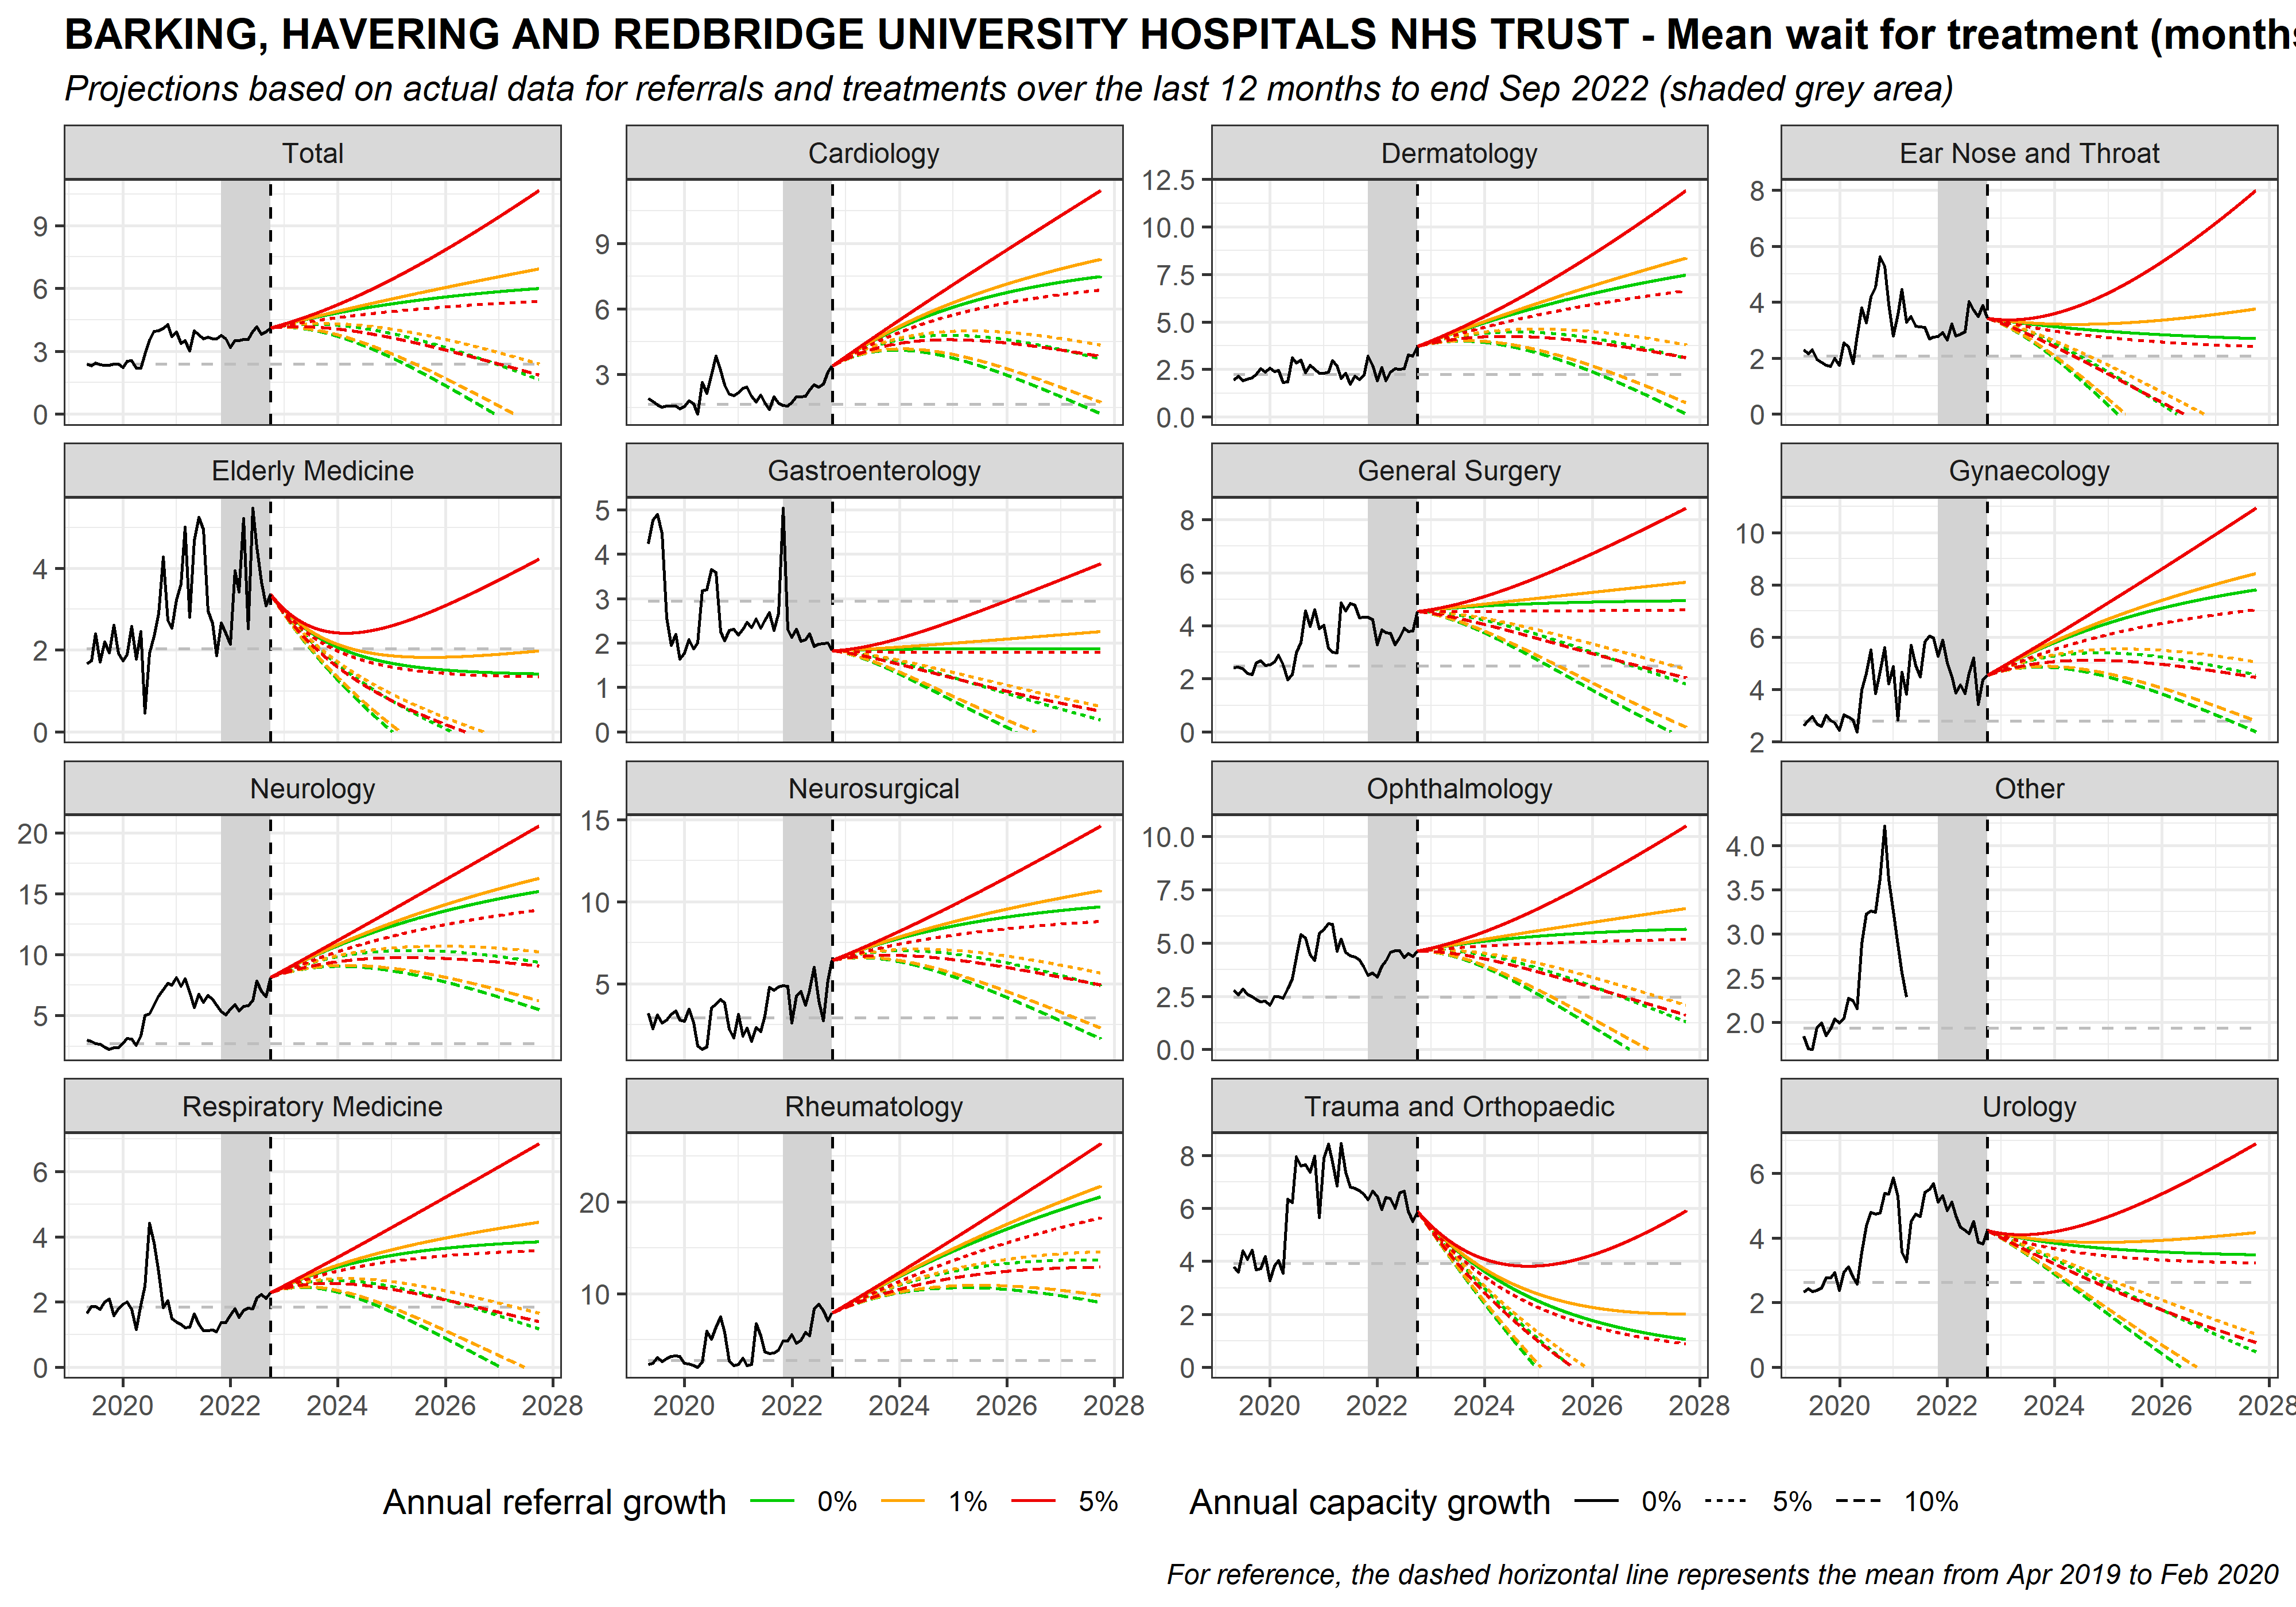 BARKING, HAVERING AND REDBRIDGE UNIVERSITY HOSPITALS NHS TRUST - Mean wait for treatment (months
Projections based on actual data for referrals and treatments over the last 12 months to end Sep 2022 (shaded grey area)
Total Cardiology Dermatology Ear Nose and Throat
9 6 3 0
9 6 3
12.5 10.0 7.5 5.0 2.5 0.0
8 6 4 2 0
Elderly Medicine Gastroenterology General Surgery Gynaecology
4 2 0
5 4 3 2 1 0
8 6 4 2 0
10 8 6 4 2
Neurology Neurosurgical Ophthalmology Other
20 15 10 5
15 10 5
10.0 7.5 5.0 2.5 0.0
4.0 3.5 3.0 2.5 2.0
Respiratory Medicine Rheumatology Trauma and Orthopaedic Urology
6 4 2 0
20 10
8 6 4 2 0
6 4 2 0
2020 2022 2024 2026 2028 2020 2022 2024 2026 2028 2020 2022 2024 2026 2028 2020 2022 2024 2026 2028
Annual referral growth 0% 1% 5% Annual capacity growth 0% 5% 10%
For reference, the dashed horizontal line represents the mean from Apr 2019 to Feb 2020